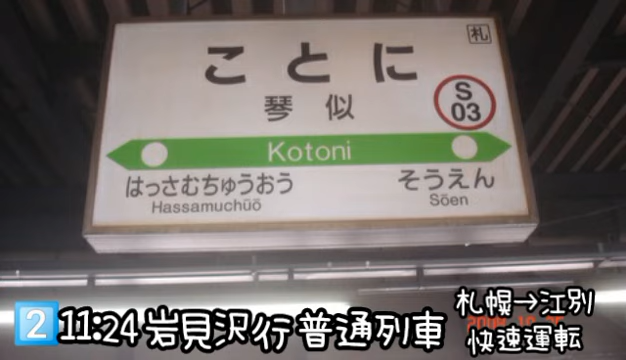 札
ことに
琴似
S
03
Kotoni
はっさむちゅうおう
Hassamuchūō
そうえん
Sōen
2 11:24 岩見沢行 普通列車
札幌→江別
快速運転